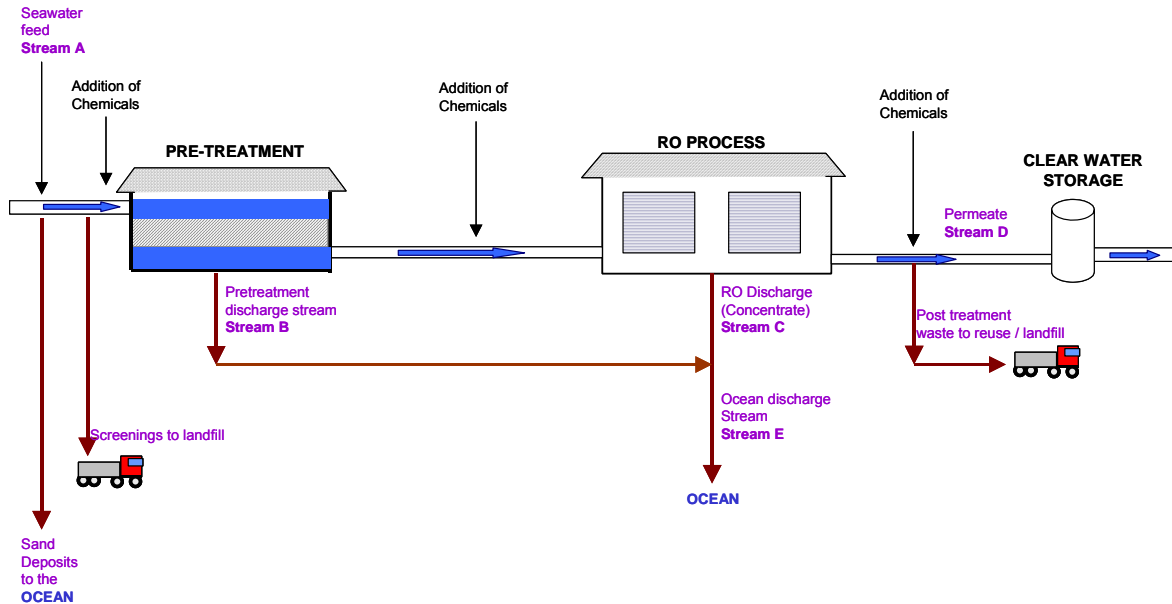 Seawater
feed
Stream A
Addition of
Chemicals
PRE-TREATMENT
Addition of
Chemicals
RO PROCESS
Addition of
Chemicals
CLEAR WATER
STORAGE
Permeate
Stream D
Pretreatment
discharge stream
Stream B
RO Discharge
(Concentrate)
Stream C
Post treatment
waste to reuse / landfill
Ocean discharge
Stream
Stream E
Screenings to landfill
OCEAN
Sand
Deposits
to the
OCEAN